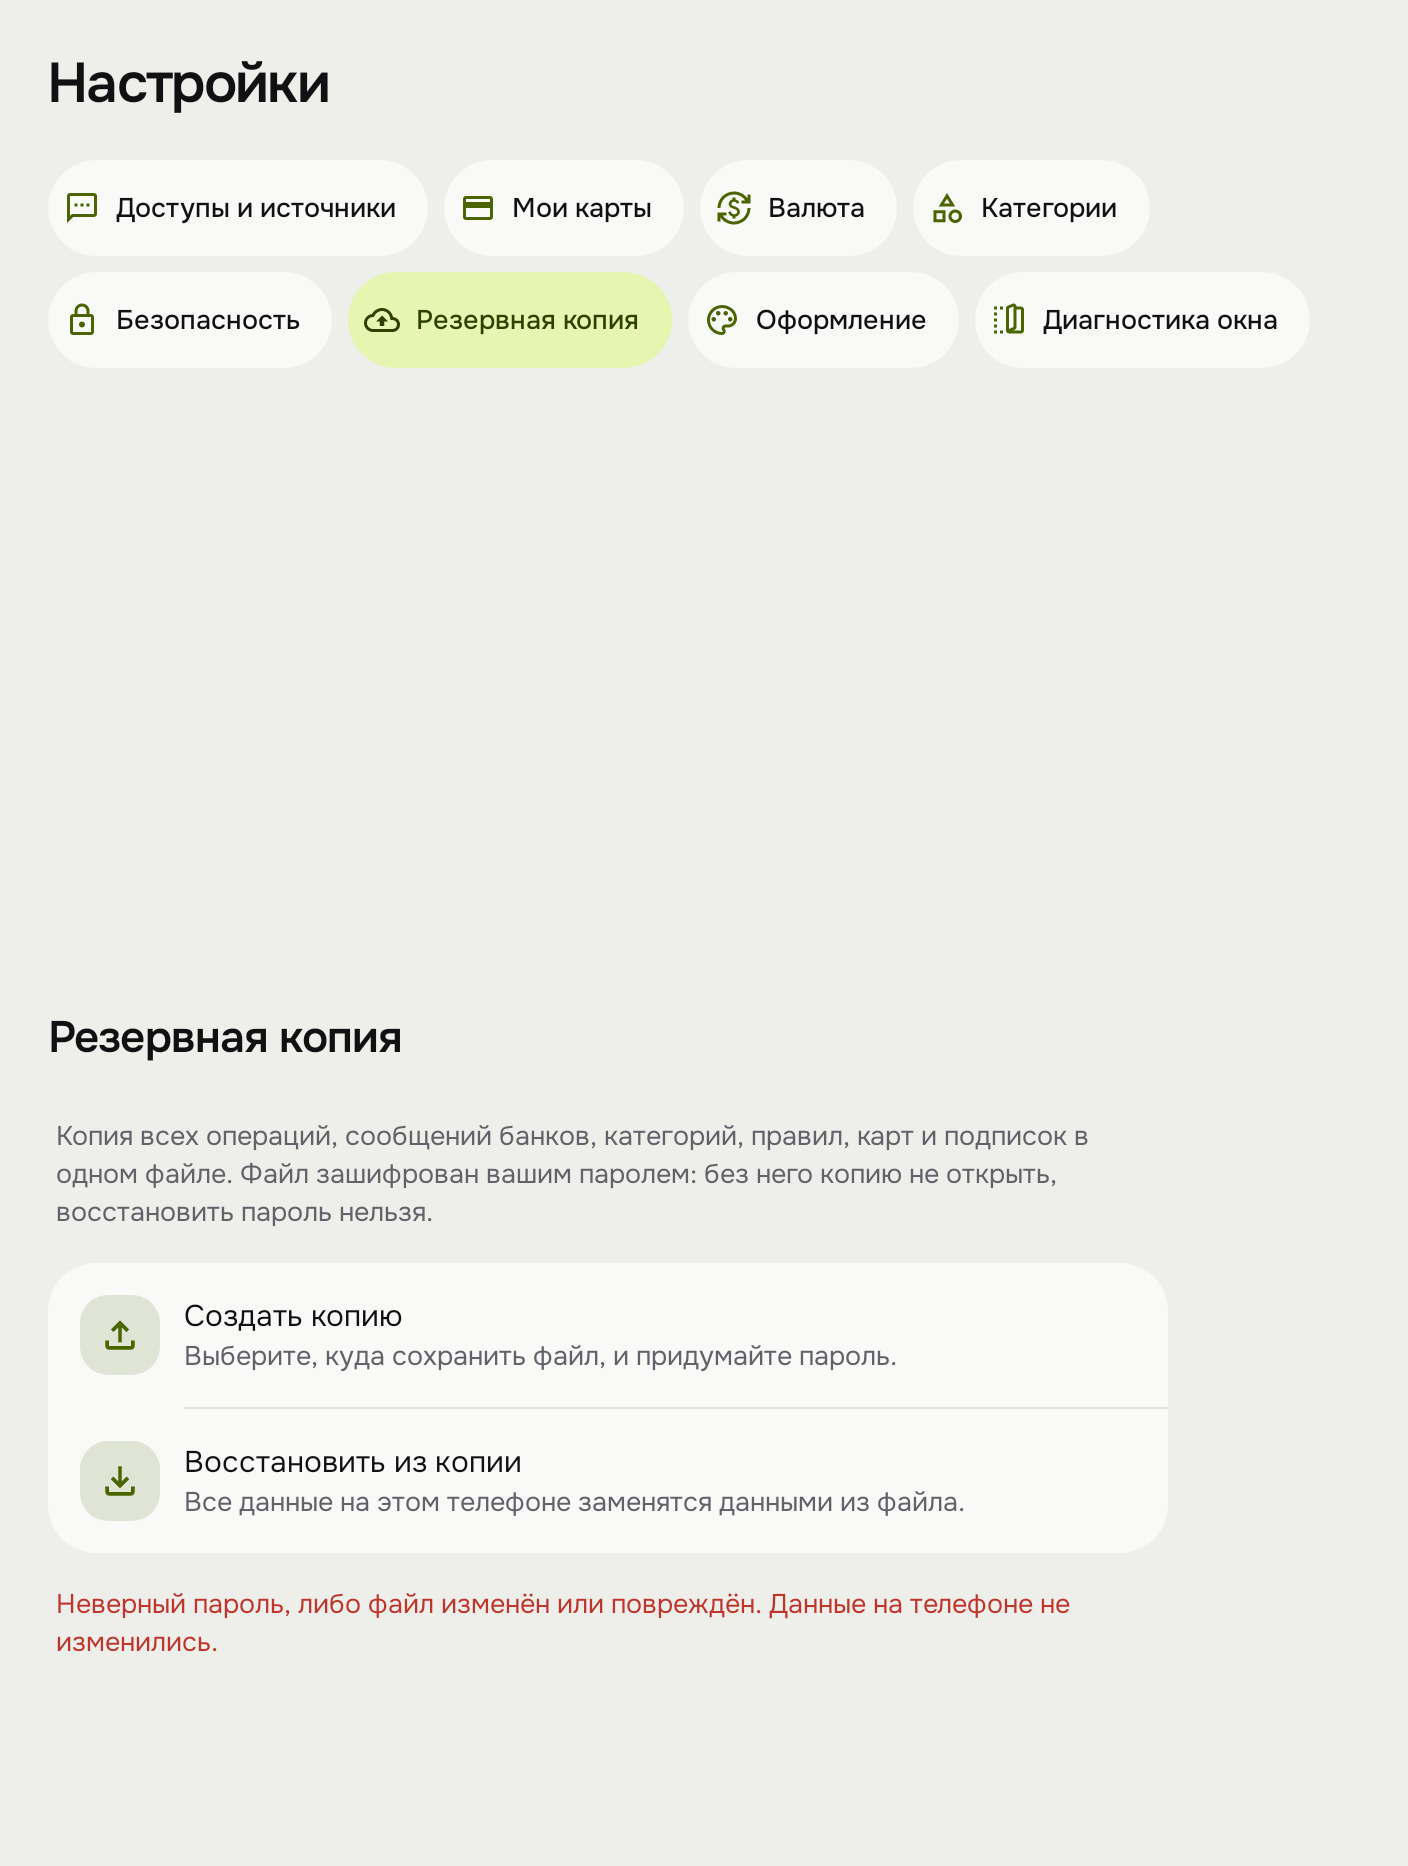 Настройки
Доступы и источники
Мои карты
Валюта
Категории
Безопасность
Резервная копия
Оформление
Диагностика окна
Резервная копия
Копия всех операций, сообщений банков, категорий, правил, карт и подписок в
одном файле. Файл зашифрован вашим паролем: без него копию не открыть,
восстановить пароль нельзя.
Создать копию
Выберите, куда сохранить файл, и придумайте пароль.
Восстановить из копии
Все данные на этом телефоне заменятся данными из файла.
Неверный пароль, либо файл изменён или повреждён. Данные на телефоне не
изменились.